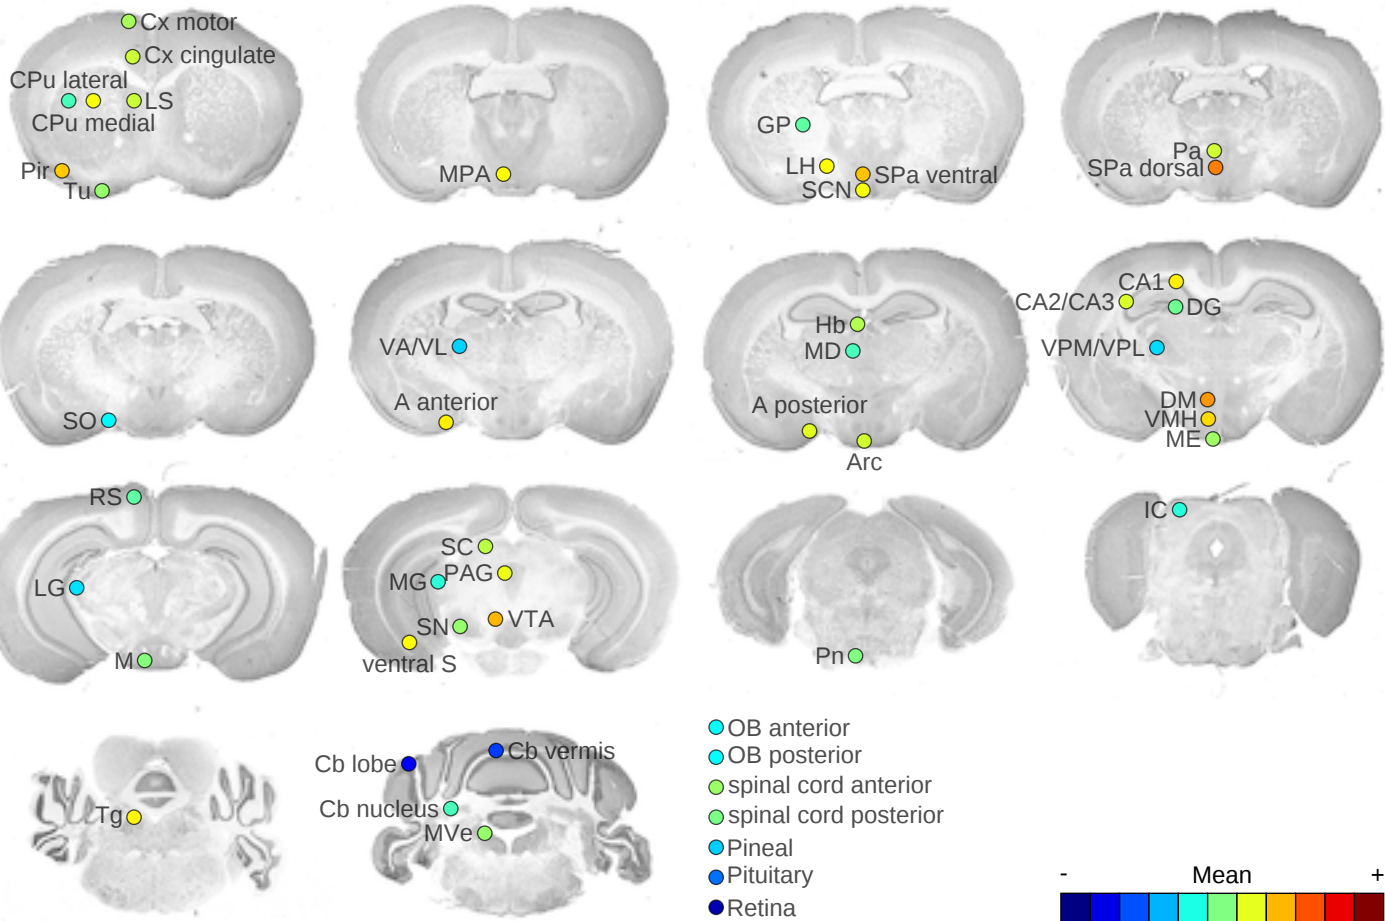 Cx motor
Cx cingulate
CPu lateral
LS
CPu medial
Pir
Tu
MPA
GP
LH
SPa ventral
SCN
Pa
SPa dorsal
SO
VA/VL
A anterior
Hb
MD
A posterior
Arc
CA1
CA2/CA3
DG
VPM/VPL
DM
VMH
ME
RS
LG
M
SC
PAG
MG
VTA
SN
ventral S
Pn
IC
Tg
Cb lobe
Cb vermis
Cb nucleus
MVe
OB anterior
OB posterior
spinal cord anterior
spinal cord posterior
Pineal
Pituitary
Retina
- Mean +